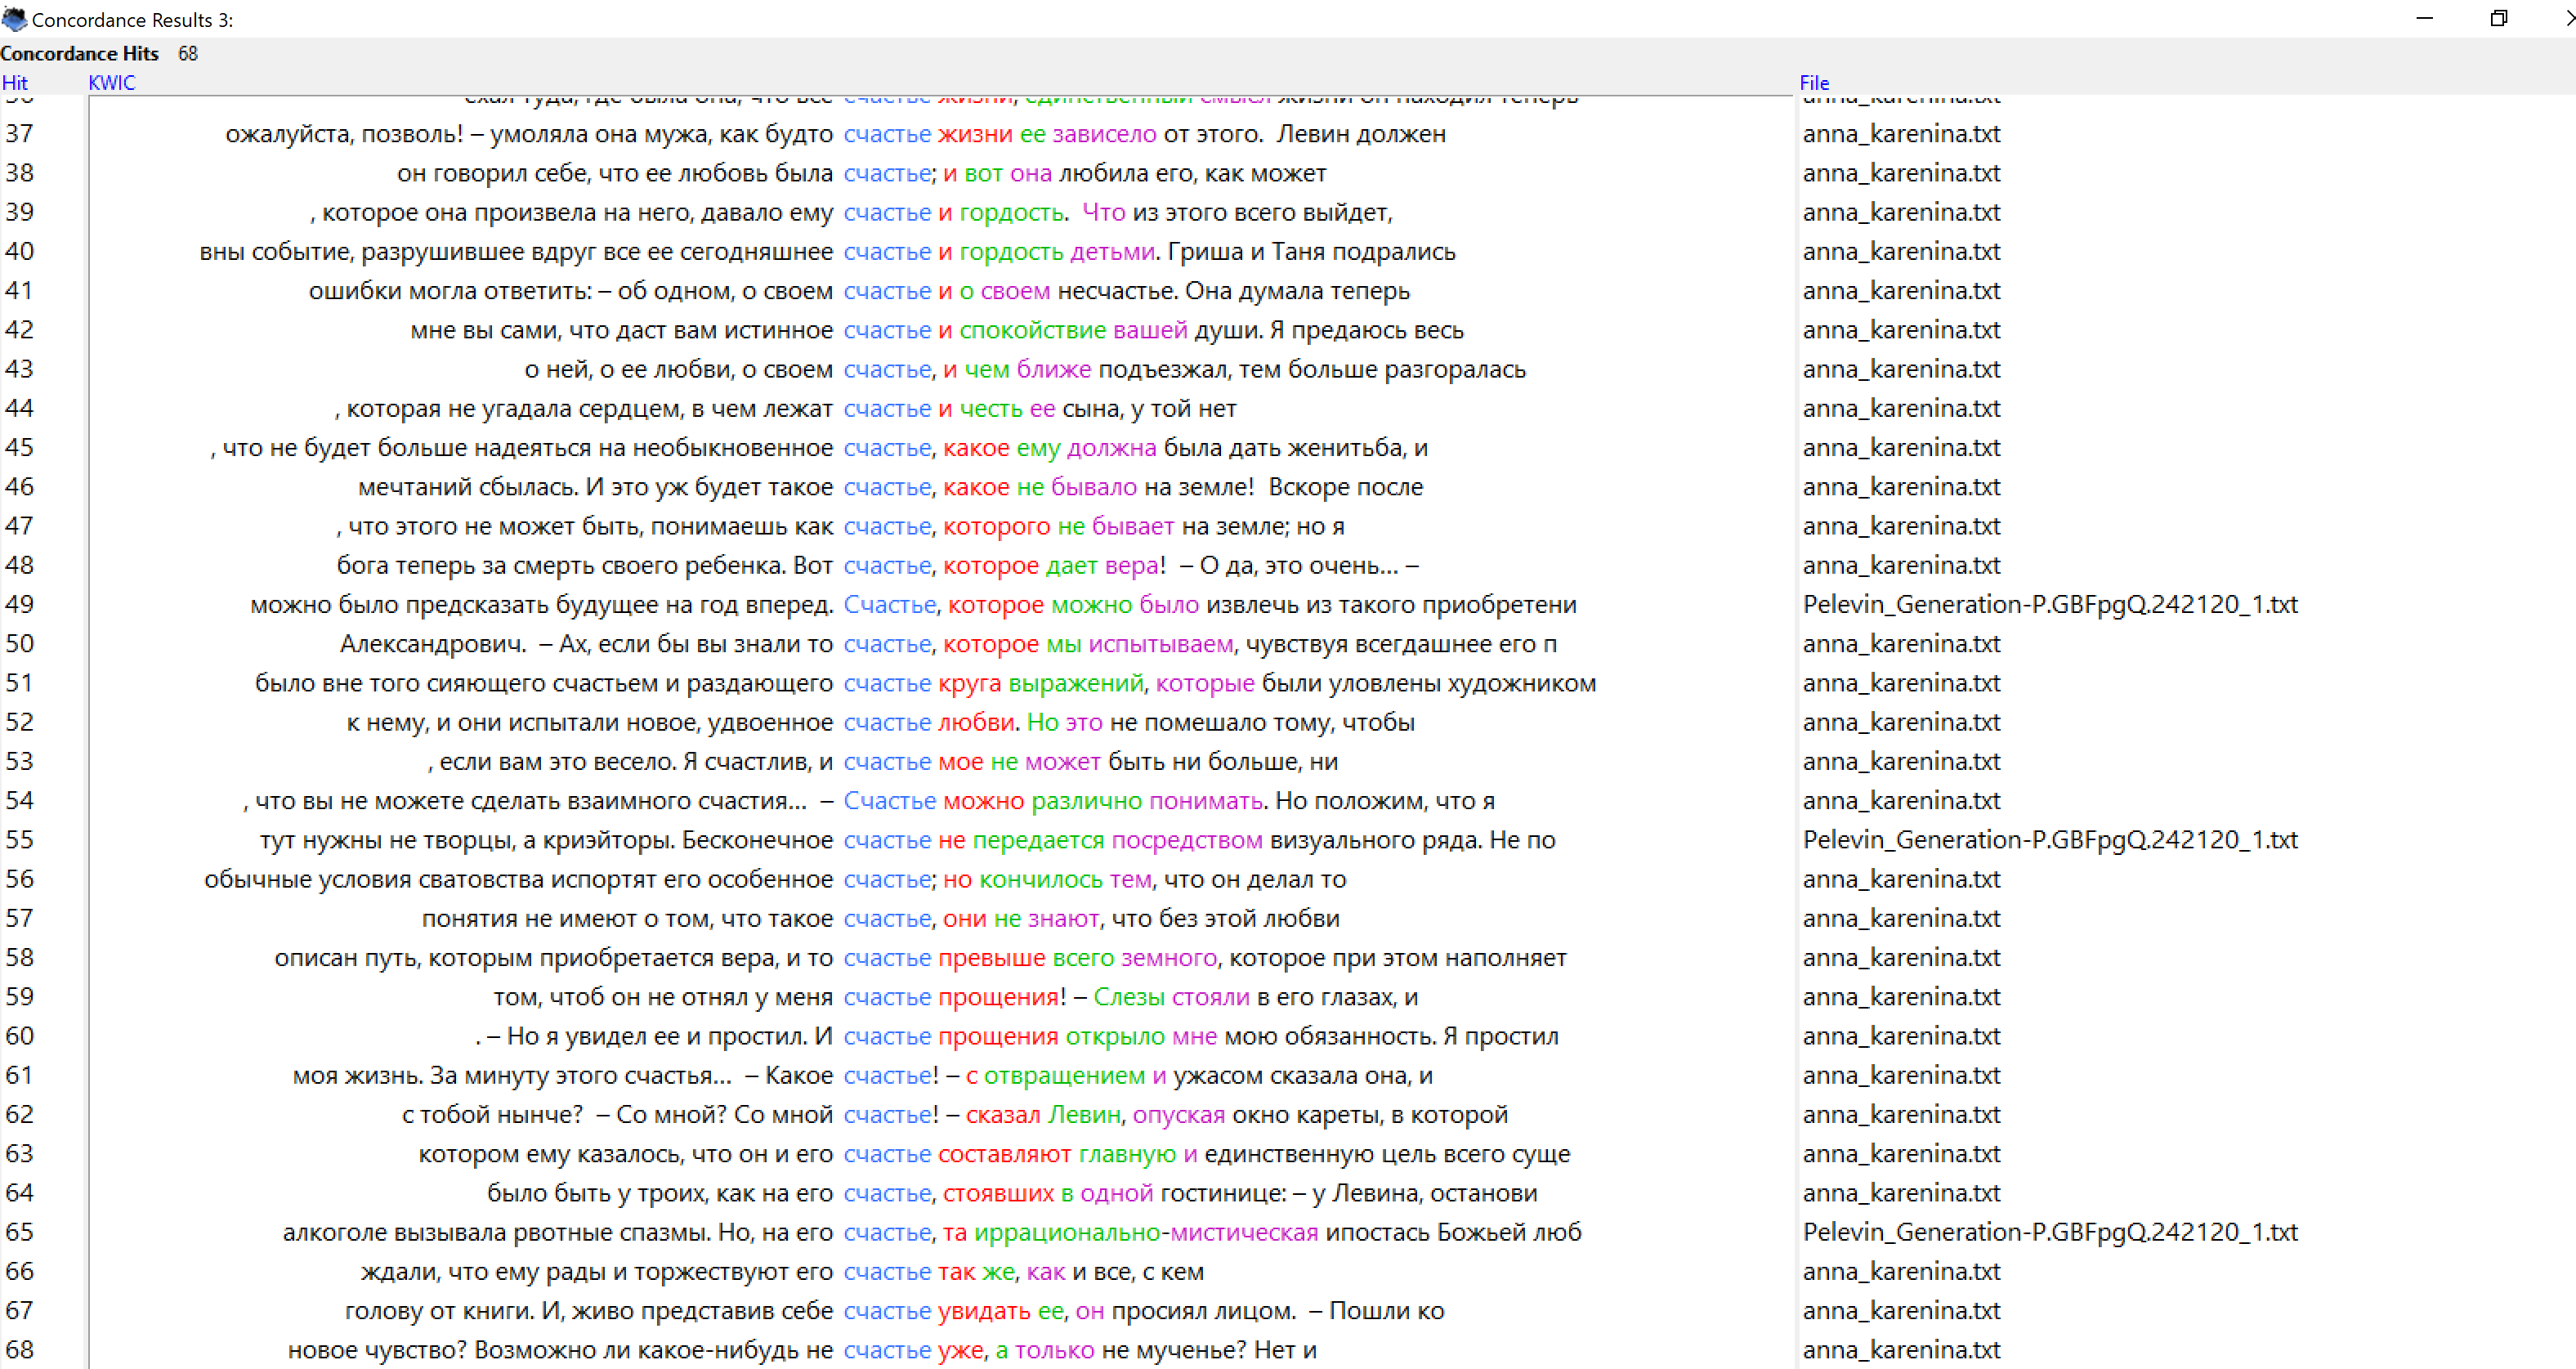 Concordance Results 3:
Concordance Hits 68
Hit KWIC File
37 ожалуйста, позволь! – умоляла она мужа, как будто счастье жизни ее зависело от этого. Левин должен anna_karenina.txt
38 он говорил себе, что ее любовь была счастье; и вот она любила его, как может anna_karenina.txt
39 , которое она произвела на него, давало ему счастье и гордость. Что из этого всего выйдет, anna_karenina.txt
40 вны событие, разрушившее вдруг все ее сегодняшнее счастье и гордость детьми. Гриша и Таня подрались anna_karenina.txt
41 ошибки могла ответить: – об одном, о своем счастье и о своем несчастье. Она думала теперь anna_karenina.txt
42 мне вы сами, что даст вам истинное счастье и спокойствие вашей души. Я предаюсь весь anna_karenina.txt
43 о ней, о ее любви, о своем счастье, и чем ближе подъезжал, тем больше разгоралась anna_karenina.txt
44 , которая не угадала сердцем, в чем лежат счастье и честь ее сына, у той нет anna_karenina.txt
45 , что не будет больше надеяться на необыкновенное счастье, какое ему должна была дать женитьба, и anna_karenina.txt
46 мечтаний сбылась. И это уж будет такое счастье, какое не бывало на земле! Вскоре после anna_karenina.txt
47 , что этого не может быть, понимаешь как счастье, которого не бывает на земле; но я anna_karenina.txt
48 бога теперь за смерть своего ребенка. Вот счастье, которое дает вера! – О да, это очень... – anna_karenina.txt
49 можно было предсказать будущее на год вперед. Счастье, которое можно было извлечь из такого приобретени Pelevin_Generation-P.GBFpgQ.242120_1.txt
50 Александрович. – Ах, если бы вы знали то счастье, которое мы испытываем, чувствуя всегдашнее его п anna_karenina.txt
51 было вне того сияющего счастьем и раздающего счастье круга выражений, которые были уловлены художником anna_karenina.txt
52 к нему, и они испытали новое, удвоенное счастье любви. Но это не помешало тому, чтобы anna_karenina.txt
53 , если вам это весело. Я счастлив, и счастье мое не может быть ни больше, ни anna_karenina.txt
54 , что вы не можете сделать взаимного счастия... – Счастье можно различно понимать. Но положим, что я anna_karenina.txt
55 тут нужны не творцы, а криэйторы. Бесконечное счастье не передается посредством визуального ряда. Не по Pelevin_Generation-P.GBFpgQ.242120_1.txt
56 обычные условия сватовства испортят его особенное счастье; но кончилось тем, что он делал то anna_karenina.txt
57 понятия не имеют о том, что такое счастье, они не знают, что без этой любви anna_karenina.txt
58 описан путь, которым приобретается вера, и то счастье превыше всего земного, которое при этом наполняет anna_karenina.txt
59 том, чтоб он не отнял у меня счастье прощения! – Слезы стояли в его глазах, и anna_karenina.txt
60 . – Но я увидел ее и простил. И счастье прощения открыло мне мою обязанность. Я простил anna_karenina.txt
61 моя жизнь. За минуту этого счастья... – Какое счастье! – с отвращением и ужасом сказала она, и anna_karenina.txt
62 с тобой нынче? – Со мной? Со мной счастье! – сказал Левин, опуская окно кареты, в которой anna_karenina.txt
63 котором ему казалось, что он и его счастье составляют главную и единственную цель всего суще anna_karenina.txt
64 было быть у троих, как на его счастье, стоявших в одной гостинице: – у Левина, останови anna_karenina.txt
65 алкоголе вызывала рвотные спазмы. Но, на его счастье, та иррационально-мистическая ипостась Божьей люб Pelevin_Generation-P.GBFpgQ.242120_1.txt
66 ждали, что ему рады и торжествуют его счастье так же, как и все, с кем anna_karenina.txt
67 голову от книги. И, живо представив себе счастье увидать ее, он просиял лицом. – Пошли ко anna_karenina.txt
68 новое чувство? Возможно ли какое-нибудь не счастье уже, а только не мученье? Нет и anna_karenina.txt